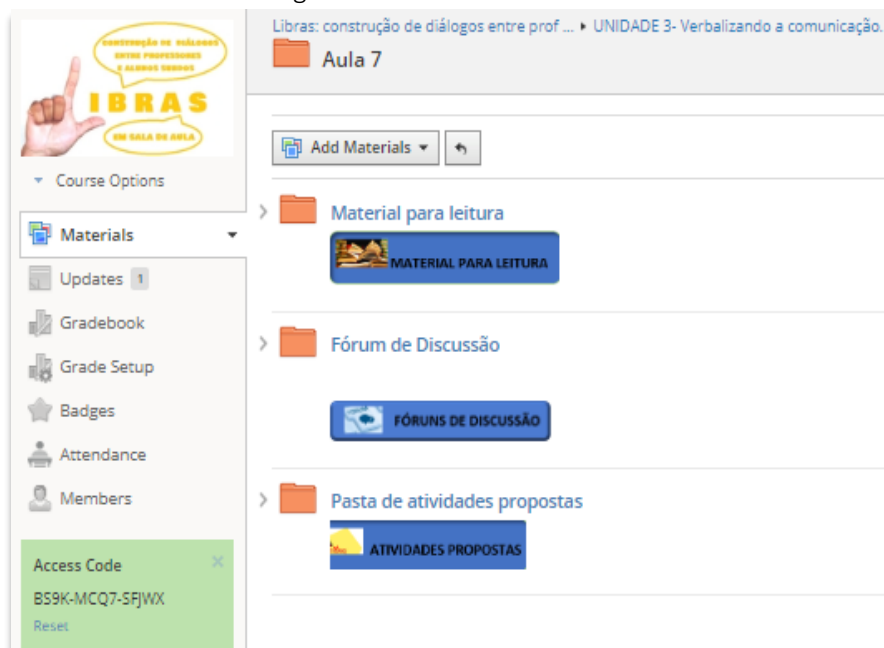 Libras: construção de diálogos entre prof ... ▸ UNIDADE 3- Verbalizando a comunicação.
Aula 7
CONSTRUÇÃO DE DIÁLOGOS
ENTRE PROFESSORES
E ALUNOS SURDOS
IBRAS
EM SALA DE AULA
Course Options
Materials
Updates 1
Gradebook
Grade Setup
Badges
Attendance
Members
Access Code
BS9K-MCQ7-SFJWX
Reset
Add Materials
Material para leitura
MATERIAL PARA LEITURA
Fórum de Discussão
FÓRUNS DE DISCUSSÃO
Pasta de atividades propostas
ATIVIDADES PROPOSTAS